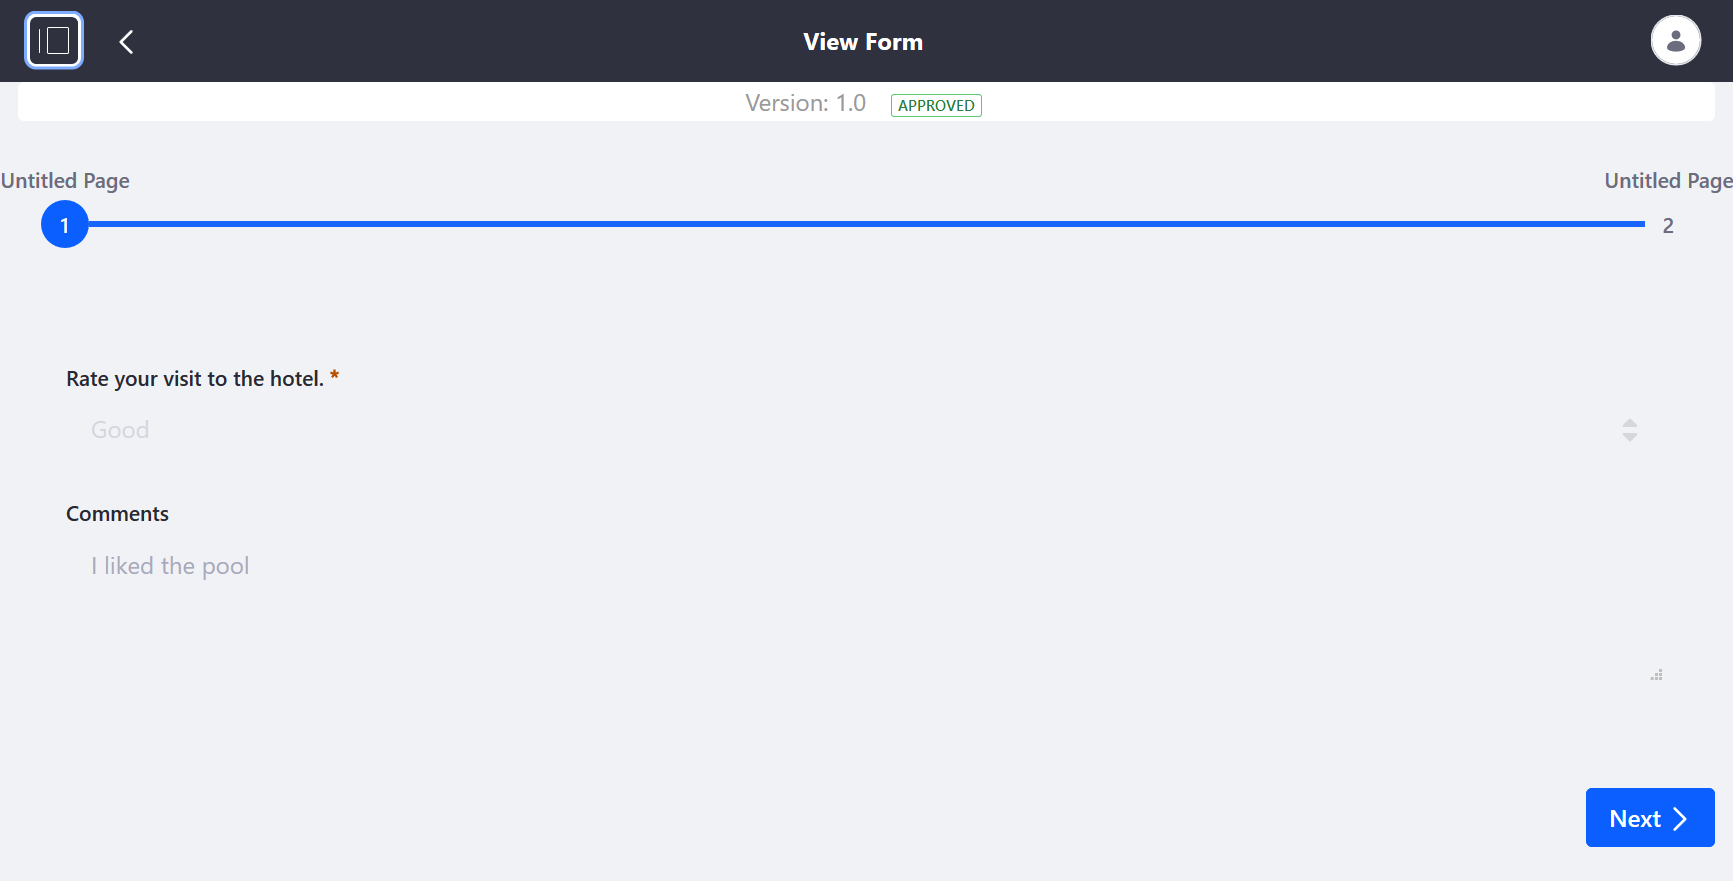 View Form
Version: 1.0 APPROVED
Untitled Page Untitled Page
1 2
Rate your visit to the hotel. *
Good
Comments
I liked the pool
Next